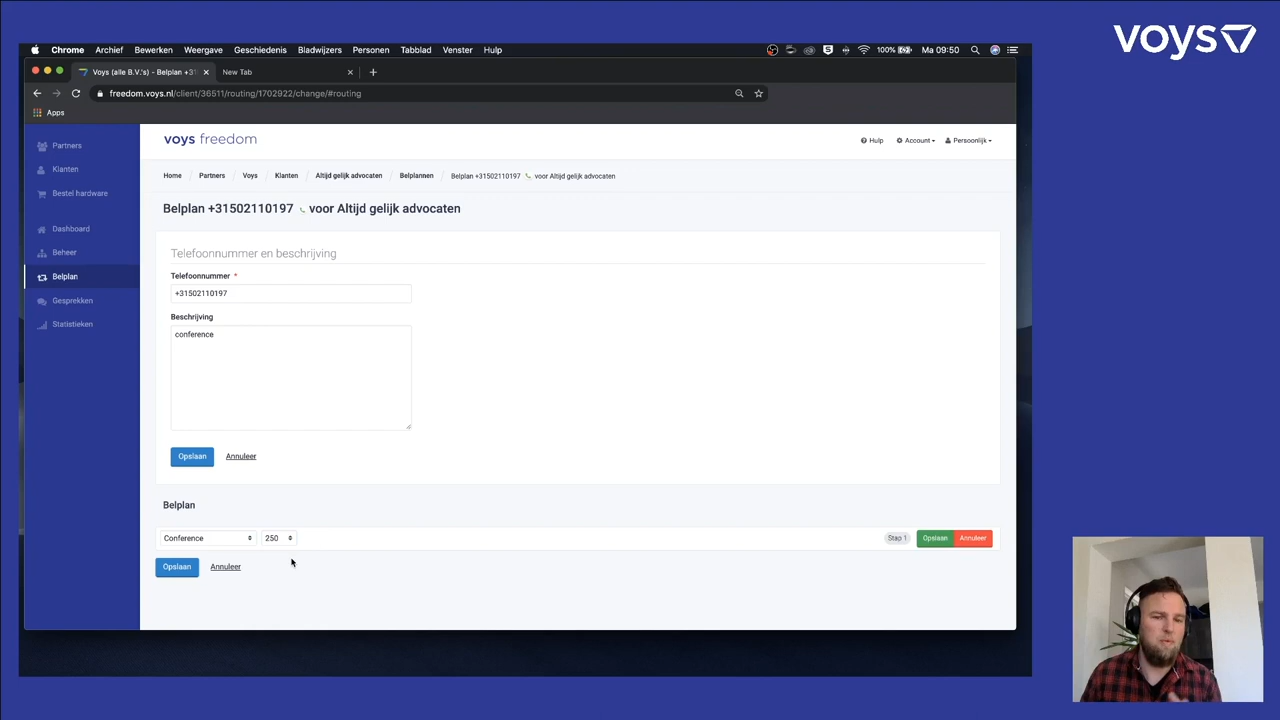 voys
Chrome Archief Bewerken Weergave Geschiedenis Bladwijzers Personen Tabblad Venster Hulp 100% Ma 09:50
Voys (alle B.V.'s) - Belplan +31 New Tab
freedom.voys.nl/client/36511/routing/1702922/change/#routing
Apps
Partners
Klanten
Bestel hardware
Dashboard
Beheer
Belplan
Gesprekken
Statistieken
voys freedom
Hulp Account Persoonlijk
Home Partners Voys Klanten Altijd gelijk advocaten Belplannen Belplan +31502110197 voor Altijd gelijk advocaten
Belplan +31502110197 voor Altijd gelijk advocaten
Telefoonnummer en beschrijving
Telefoonnummer *
+31502110197
Beschrijving
conference
Opslaan Annuleer
Belplan
Conference 250 Stap 1 Opslaan Annuleer
Opslaan Annuleer